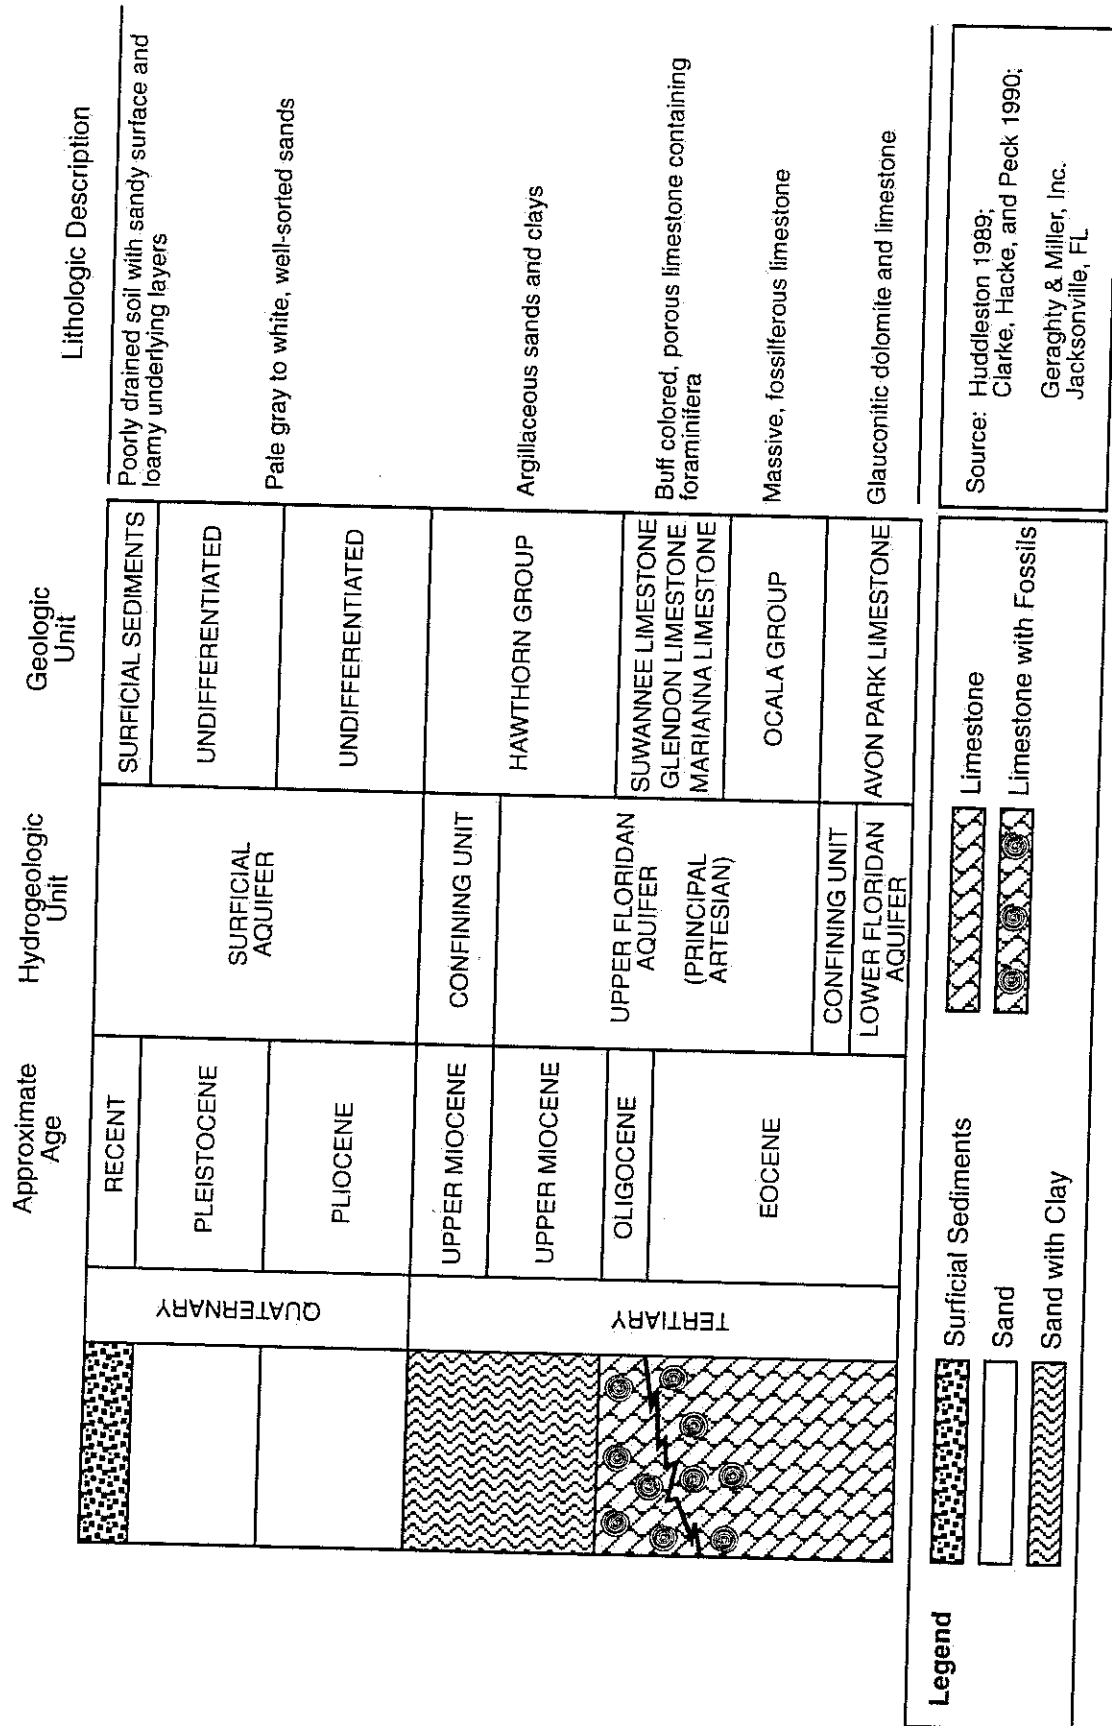 Approximate
Age
Hydrogeologic
Unit
Geologic
Unit
Lithologic Description
QUATERNARY
RECENT
PLEISTOCENE
PLIOCENE
TERTIARY
UPPER MIOCENE
UPPER MIOCENE
OLIGOCENE
EOCENE
SURFICIAL
AQUIFER
CONFINING UNIT
UPPER FLORIDAN
AQUIFER
(PRINCIPAL
ARTESIAN)
CONFINING UNIT
LOWER FLORIDAN
AQUIFER
SURFICIAL SEDIMENTS
UNDIFFERENTIATED
UNDIFFERENTIATED
HAWTHORN GROUP
SUWANNEE LIMESTONE
GLENDON LIMESTONE
MARIANNA LIMESTONE
OCALA GROUP
AVON PARK LIMESTONE
Poorly drained soil with sandy surface and
loamy underlying layers
Pale gray to white, well-sorted sands
Argillaceous sands and clays
Buff colored, porous limestone containing
foraminifera
Massive, fossilferous limestone
Glauconitic dolomite and limestone
Legend
Surficial Sediments
Sand
Sand with Clay
Limestone
Limestone with Fossils
Source: Huddleston 1989;
Clarke, Hacke, and Peck 1990;
Geraghty & Miller, Inc.
Jacksonville, FL